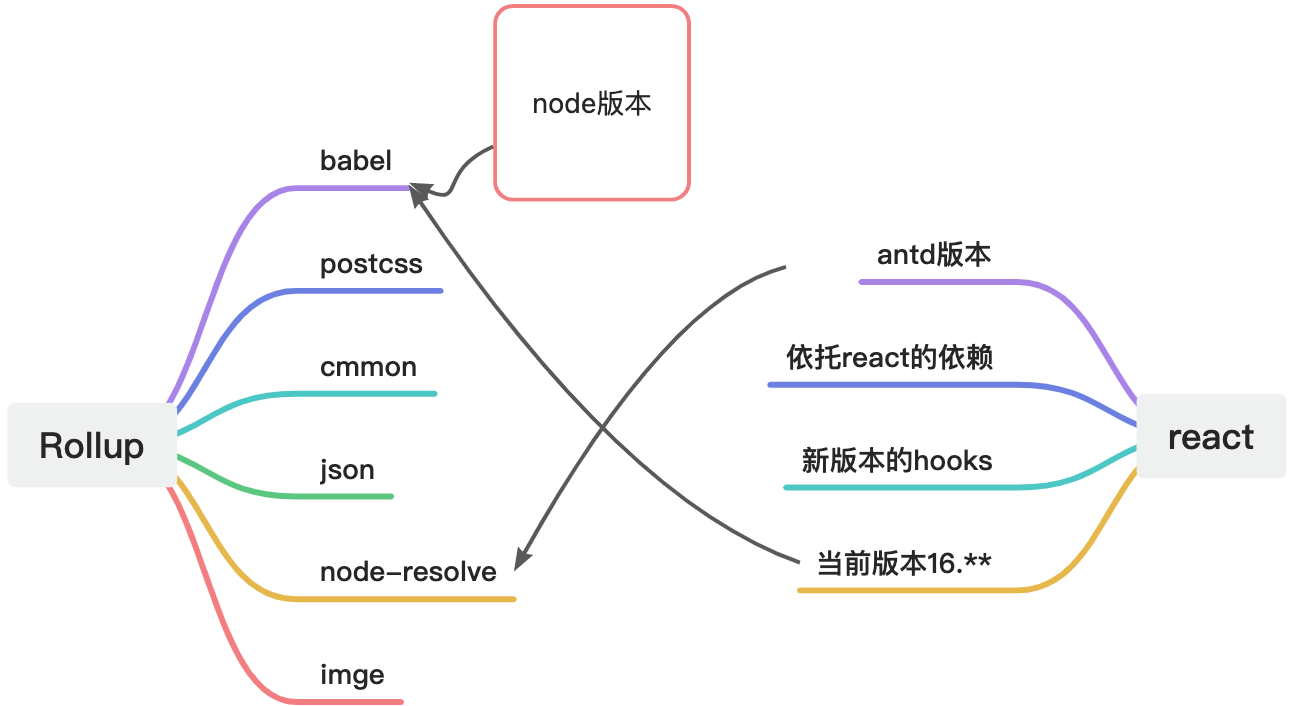 node版本
babel
postcss
cmmon
json
node-resolve
imge
Rollup
antd版本
依托react的依赖
新版本的hooks
当前版本16.**
react